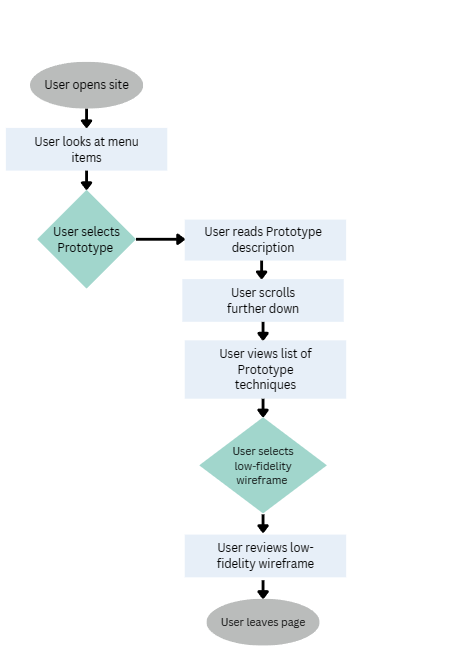 User opens site
User looks at menu
items
User selects
Prototype
User reads Prototype
description
User scrolls
further down
User views list of
Prototype
techniques
User selects
low-fidelity
wireframe
User reviews low-
fidelity wireframe
User leaves page